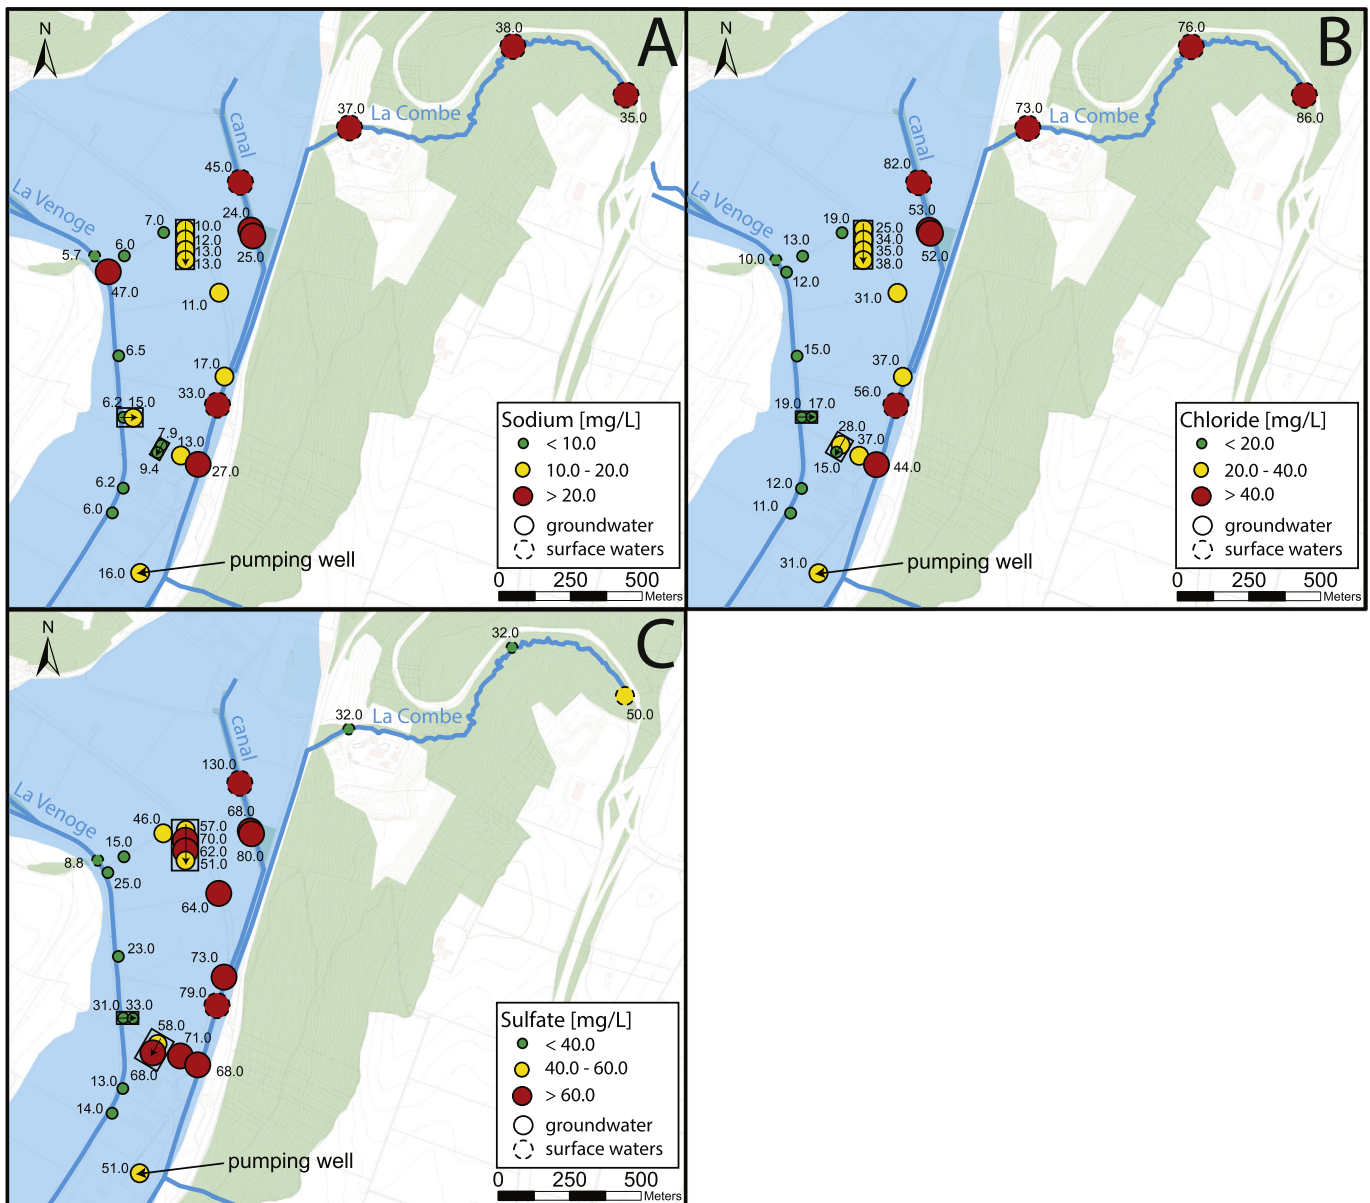 A
N
38.0
37.0
La Combe
35.0
canal
45.0
La Venoge
7.0
24.0
10.0
12.0
13.0
13.0
6.0
5.7
25.0
47.0
11.0
6.5
17.0
33.0
6.2 15.0
7.9
13.0
9.4
27.0
6.2
6.0
16.0
pumping well
Sodium [mg/L]
< 10.0
10.0 - 20.0
> 20.0
groundwater
surface waters
0 250 500
Meters
B
N
76.0
73.0
La Combe
86.0
canal
82.0
La Venoge
19.0
53.0
25.0
34.0
35.0
38.0
13.0
10.0
52.0
12.0
31.0
15.0
37.0
56.0
19.0 17.0
28.0
37.0
15.0
44.0
12.0
11.0
31.0
pumping well
Chloride [mg/L]
< 20.0
20.0 - 40.0
> 40.0
groundwater
surface waters
0 250 500
Meters
C
N
32.0
32.0
La Combe
50.0
canal
130.0
La Venoge
46.0
68.0
57.0
70.0
62.0
51.0
15.0
8.8
80.0
25.0
64.0
23.0
73.0
79.0
31.0 33.0
58.0
71.0
68.0
68.0
13.0
14.0
51.0
pumping well
Sulfate [mg/L]
< 40.0
40.0 - 60.0
> 60.0
groundwater
surface waters
0 250 500
Meters